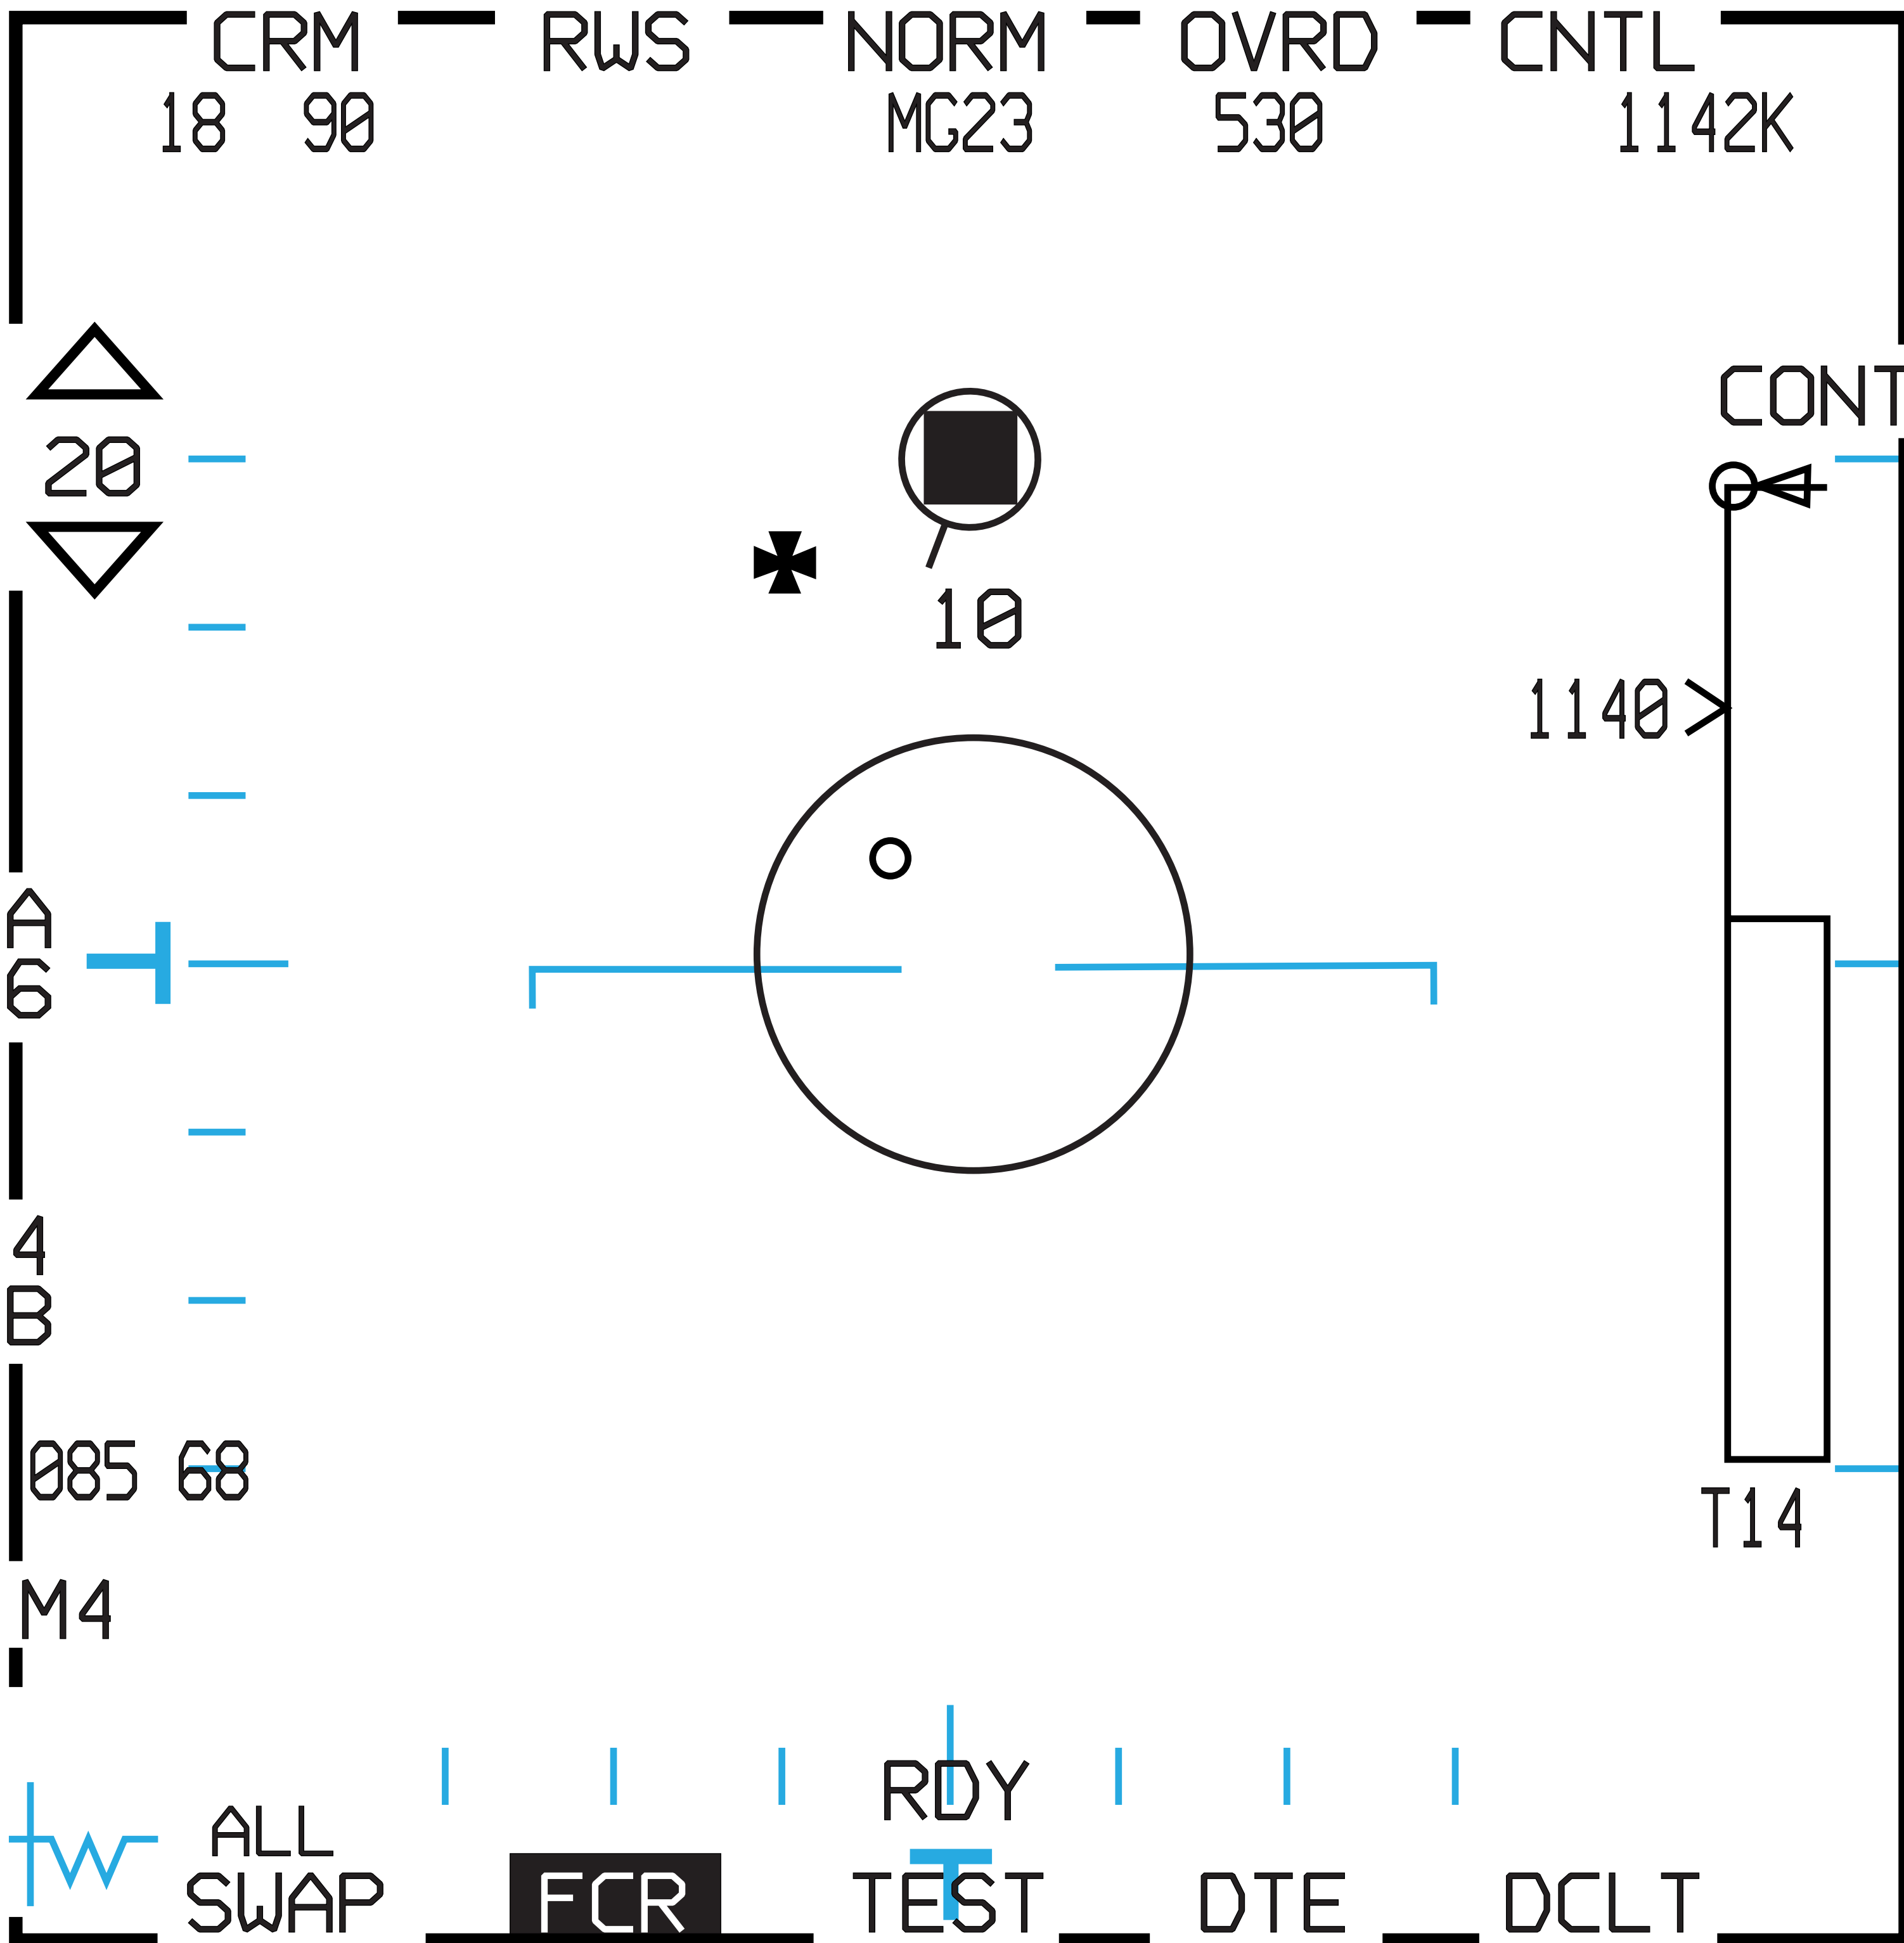 CRM RWS NORM OVRD CNTL
18 90 MG23 530 1142K
CONT
20
10
1140
A
6
4
B
085 68
T14
M4
RDY
ALL
SWAP FCR TEST DTE DCLT